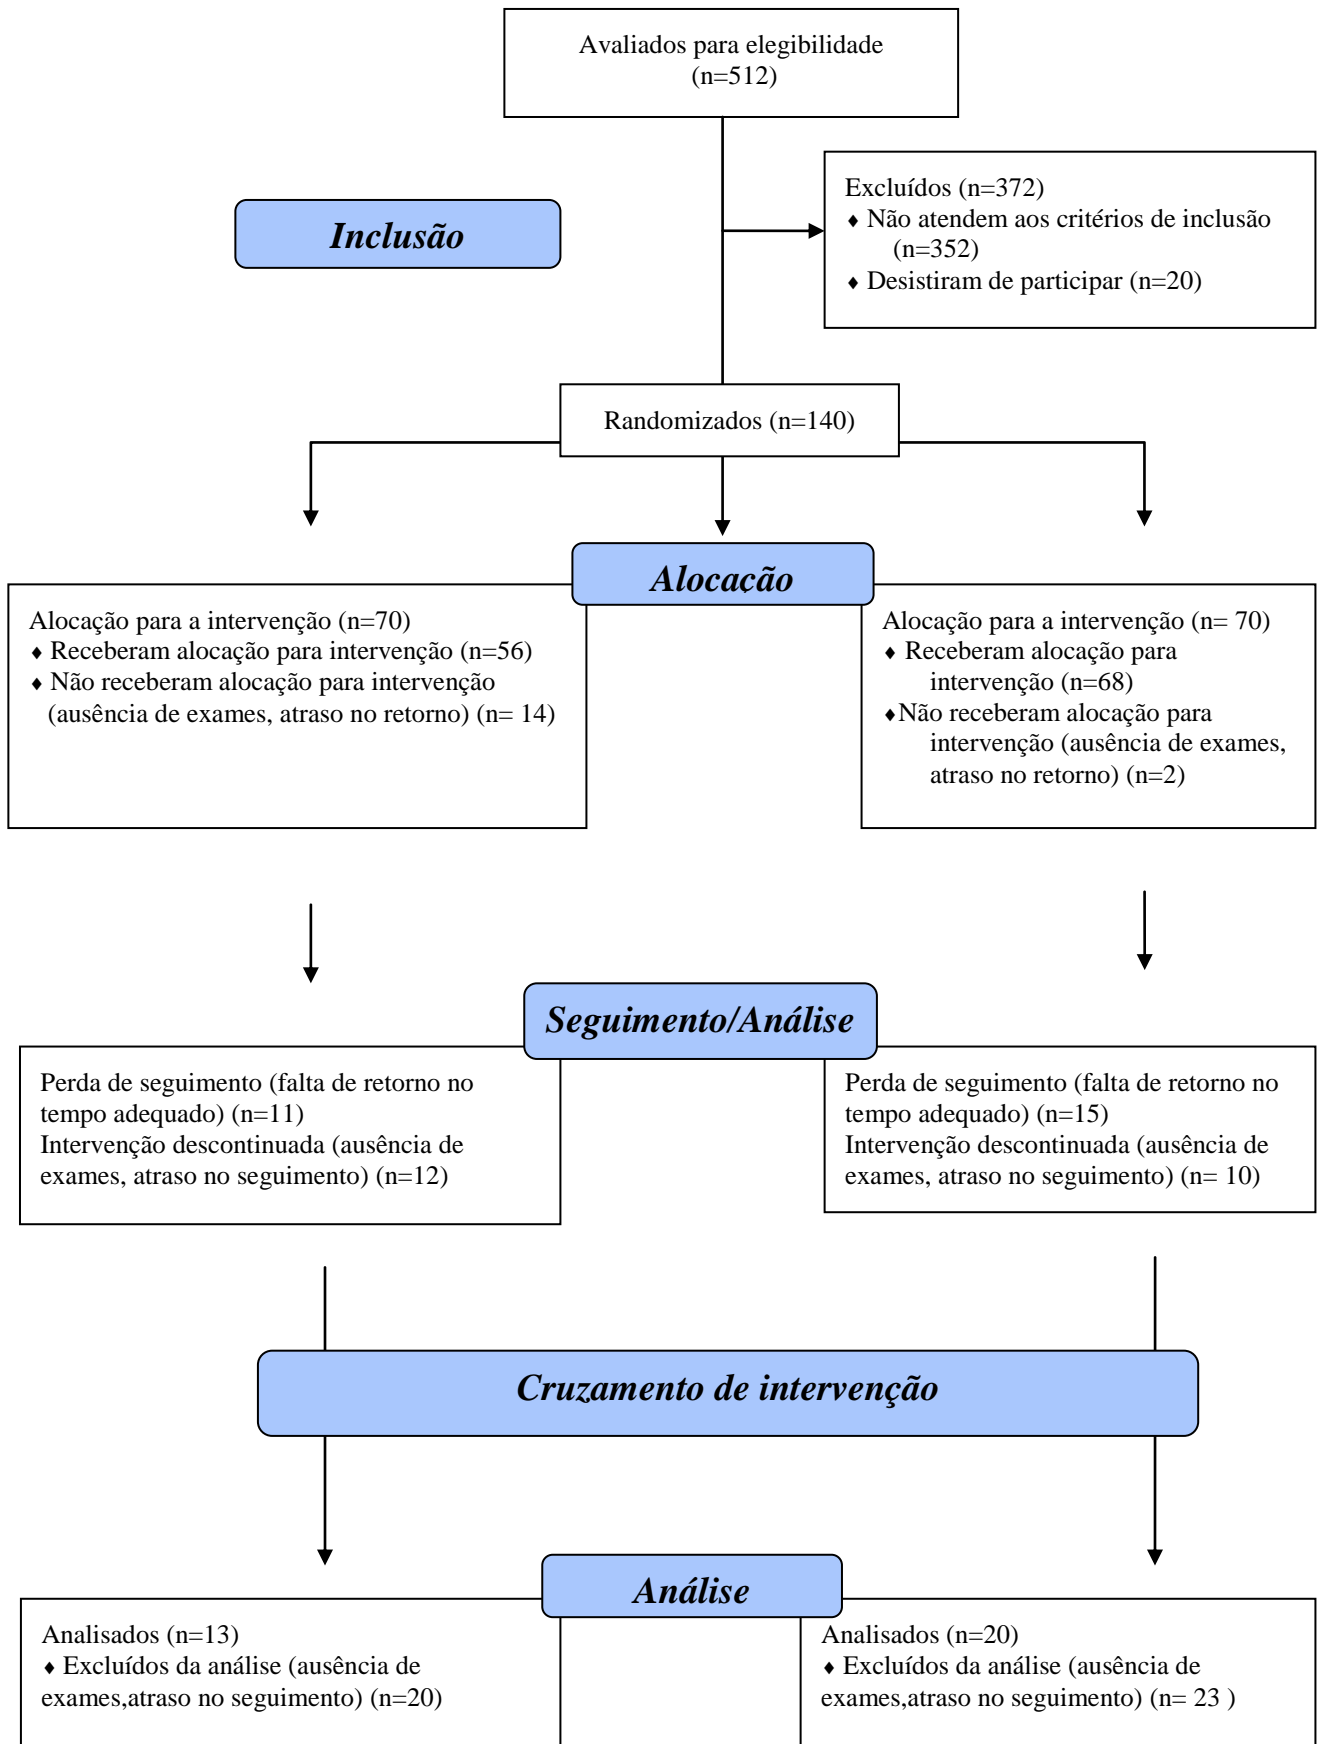 Avaliados para elegibilidade
(n=512)
Excluídos (n=372)
♦ Não atendem aos critérios de inclusão
(n=352)
♦ Desistiram de participar (n=20)
Inclusão
Randomizados (n=140)
Alocação
Alocação para a intervenção (n=70)
♦ Receberam alocação para intervenção (n=56)
♦ Não receberam alocação para intervenção
(ausência de exames, atraso no retorno) (n= 14)
Alocação para a intervenção (n= 70)
♦ Receberam alocação para
intervenção (n=68)
♦Não receberam alocação para
intervenção (ausência de exames,
atraso no retorno) (n=2)
Seguimento/Análise
Perda de seguimento (falta de retorno no
tempo adequado) (n=11)
Intervenção descontinuada (ausência de
exames, atraso no seguimento) (n=12)
Perda de seguimento (falta de retorno no
tempo adequado) (n=15)
Intervenção descontinuada (ausência de
exames, atraso no seguimento) (n= 10)
Cruzamento de intervenção
Análise
Analisados (n=13)
♦ Excluídos da análise (ausência de
exames,atraso no seguimento) (n=20)
Analisados (n=20)
♦ Excluídos da análise (ausência de
exames,atraso no seguimento) (n= 23 )